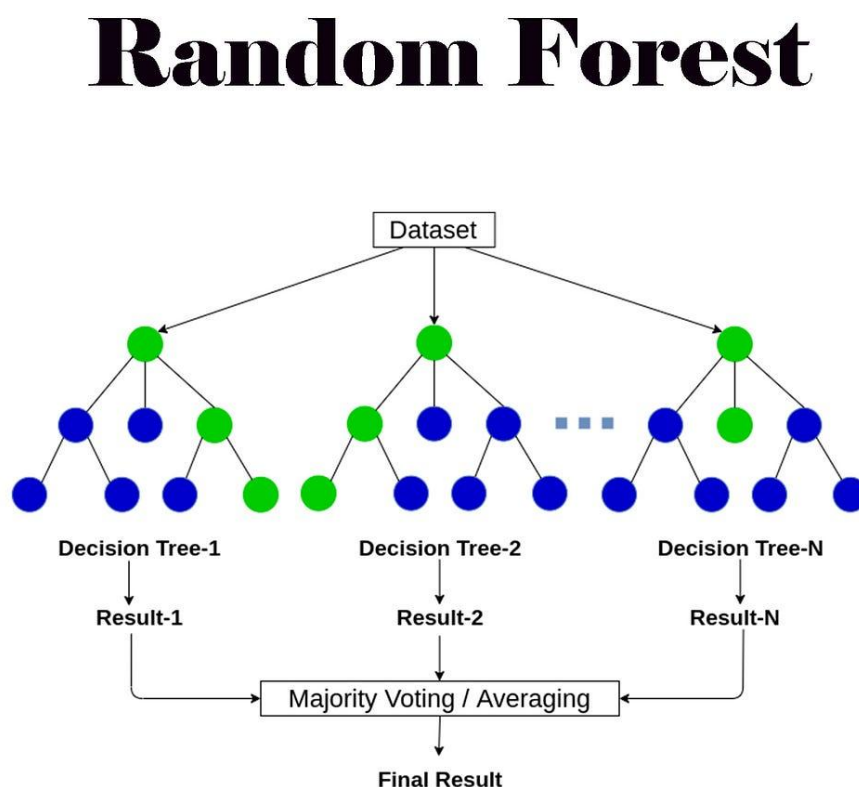 Random Forest
Dataset
Decision Tree-1
Decision Tree-2
Decision Tree-N
Result-1
Result-2
Result-N
Majority Voting / Averaging
Final Result